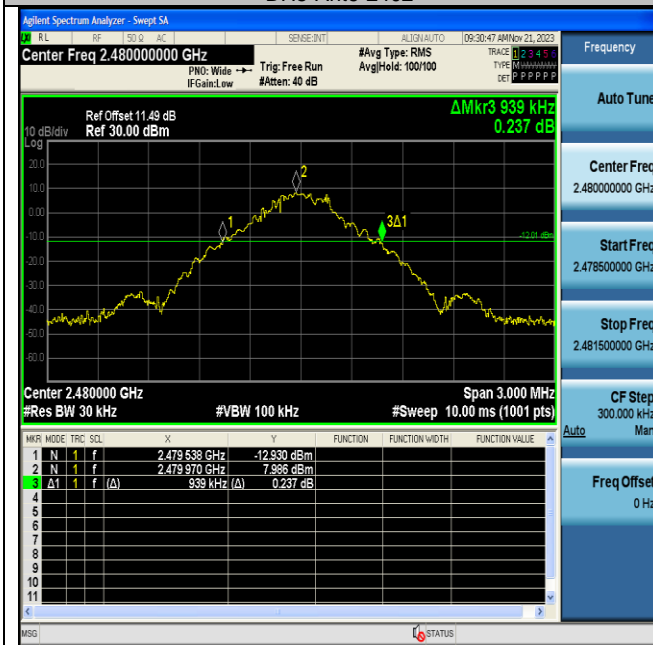 Agilent Spectrum Analyzer - Swept SA
RL RF 50 Ω AC SENSE:INT ALIGNAUTO 09:30:47 AM Nov 21, 2023
Center Freq 2.480000000 GHz #Avg Type: RMS TRACE 1 2 3 4 5 6
PNO: Wide Trig: Free Run Avg|Hold: 100/100 TYPE M
IFGain:Low #Atten: 40 dB DET P P P P P
Frequency
Auto Tune
ΔMkr3 939 kHz
Ref Offset 11.49 dB
0.237 dB
10 dB/div Ref 30.00 dBm
Log
20.0
10.0
0.00
-10.0
-20.0
-30.0
-40.0
-50.0
-60.0
1
2
3Δ1
-12.01 dBm
Center Freq
2.480000000 GHz
Start Freq
2.478500000 GHz
Stop Freq
2.481500000 GHz
Center 2.480000 GHz Span 3.000 MHz
#Res BW 30 kHz #VBW 100 kHz #Sweep 10.00 ms (1001 pts)
CF Step
300.000 kHz
Auto Man
Freq Offset
0 Hz
MKR MODE TRC SCL X Y FUNCTION FUNCTION WIDTH FUNCTION VALUE
1 N 1 f 2.479 538 GHz -12.930 dBm
2 N 1 f 2.479 970 GHz 7.986 dBm
3 Δ1 1 f (Δ) 939 kHz (Δ) 0.237 dB
4
5
6
7
8
9
10
11
MSG STATUS